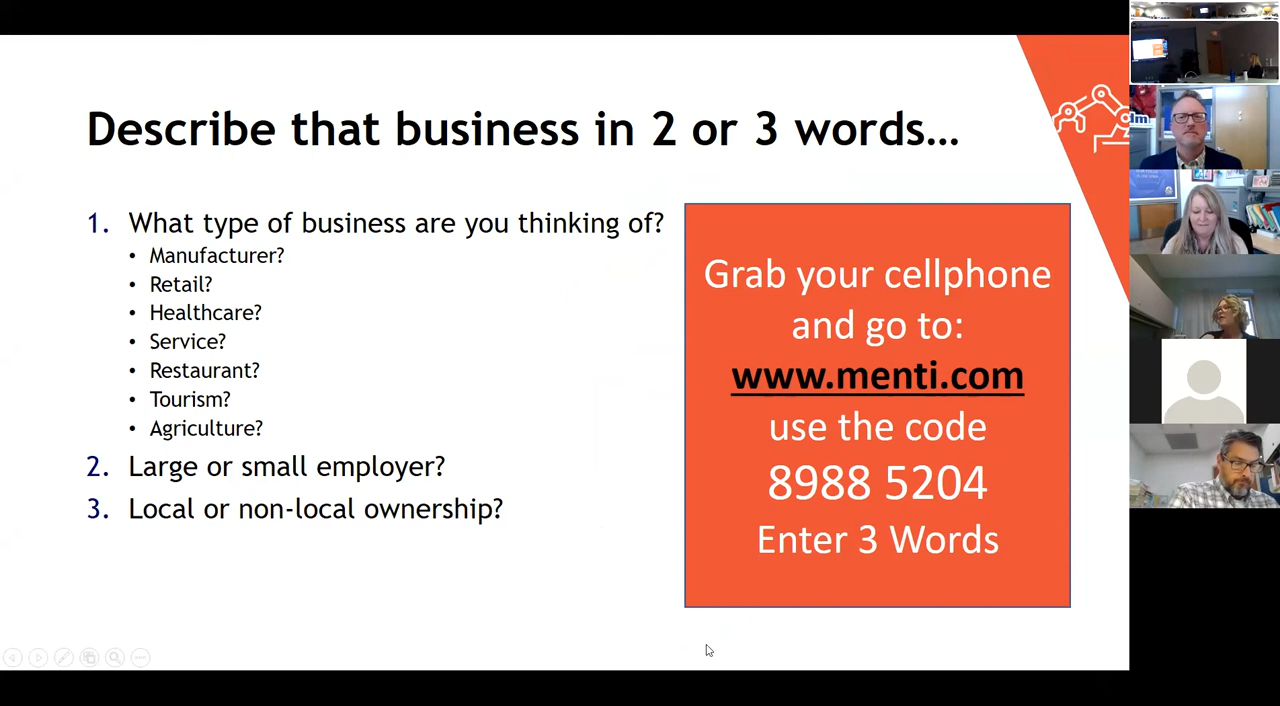 Describe that business in 2 or 3 words…
1. What type of business are you thinking of?
• Manufacturer?
• Retail?
• Healthcare?
• Service?
• Restaurant?
• Tourism?
• Agriculture?
2. Large or small employer?
3. Local or non-local ownership?
Grab your cellphone
and go to:
www.menti.com
use the code
8988 5204
Enter 3 Words